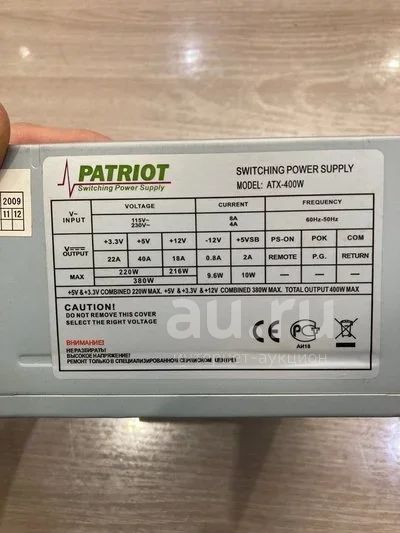 PATRIOT
Switching Power Supply
SWITCHING POWER SUPPLY
MODEL: ATX-400W
2009
11 12
V~ INPUT
VOLTAGE CURRENT FREQUENCY
115V~ 8A 60Hz-50Hz
230V~ 4A
V OUTPUT
+3.3V +5V +12V -12V +5VSB PS-ON POK COM
22A 40A 18A 0.8A 2A REMOTE P.G. RETURN
MAX 220W 216W 9.6W 10W
380W
+5V &+3.3V COMBINED 220W MAX. +5V &+3.3V & +12V COMBINED 380W MAX. TOTAL OUTPUT 400W MAX
CAUTION!
DO NOT REMOVE THIS COVER
SELECT THE RIGHT VOLTAGE
ВНИМАНИЕ!
НЕ РАЗБИРАТЬ!
ВЫСОКОЕ НАПРЯЖЕНИЕ!
РЕМОНТ ТОЛЬКО В СПЕЦИАЛИЗИРОВАННОМ СЕРВИСНОМ ЦЕНТРЕ!
CE
АИ18
au.ru
интернет-аукцион